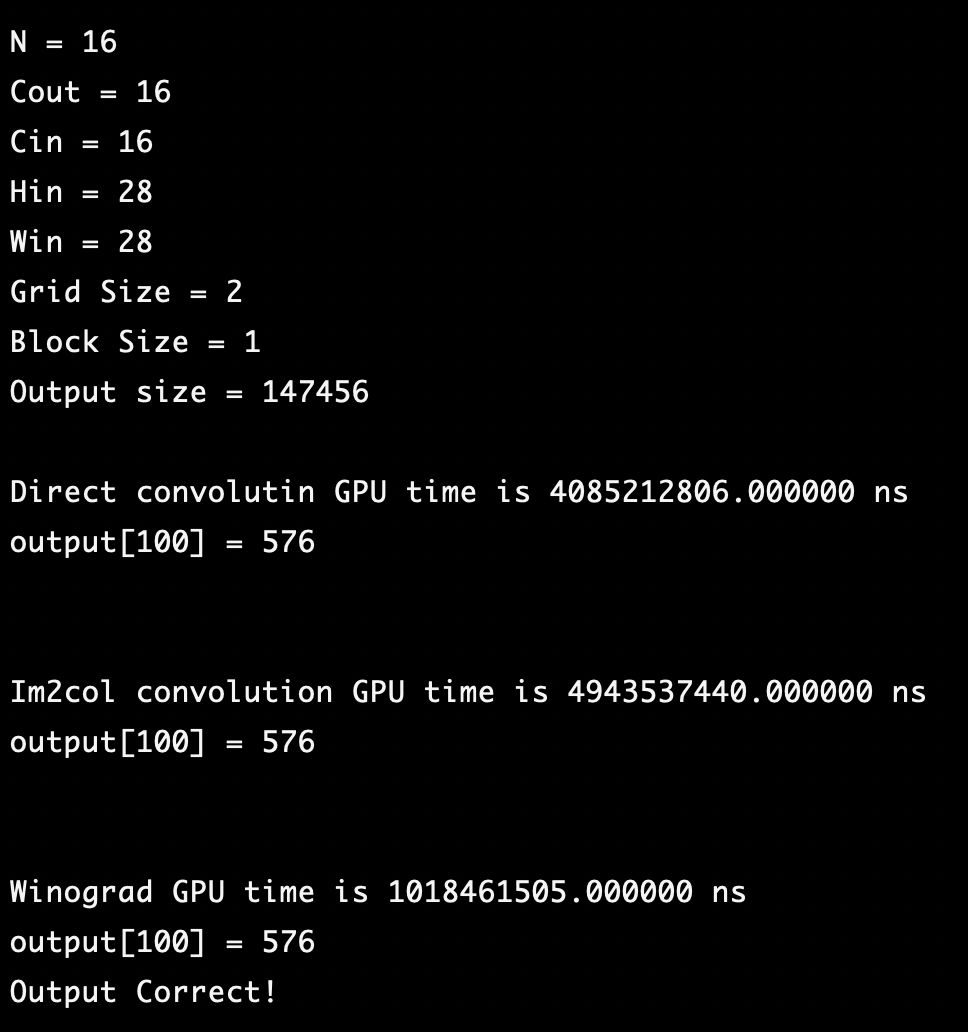 N = 16
Cout = 16
Cin = 16
Hin = 28
Win = 28
Grid Size = 2
Block Size = 1
Output size = 147456
Direct convolutin GPU time is 4085212806.000000 ns
output[100] = 576
Im2col convolution GPU time is 4943537440.000000 ns
output[100] = 576
Winograd GPU time is 1018461505.000000 ns
output[100] = 576
Output Correct!